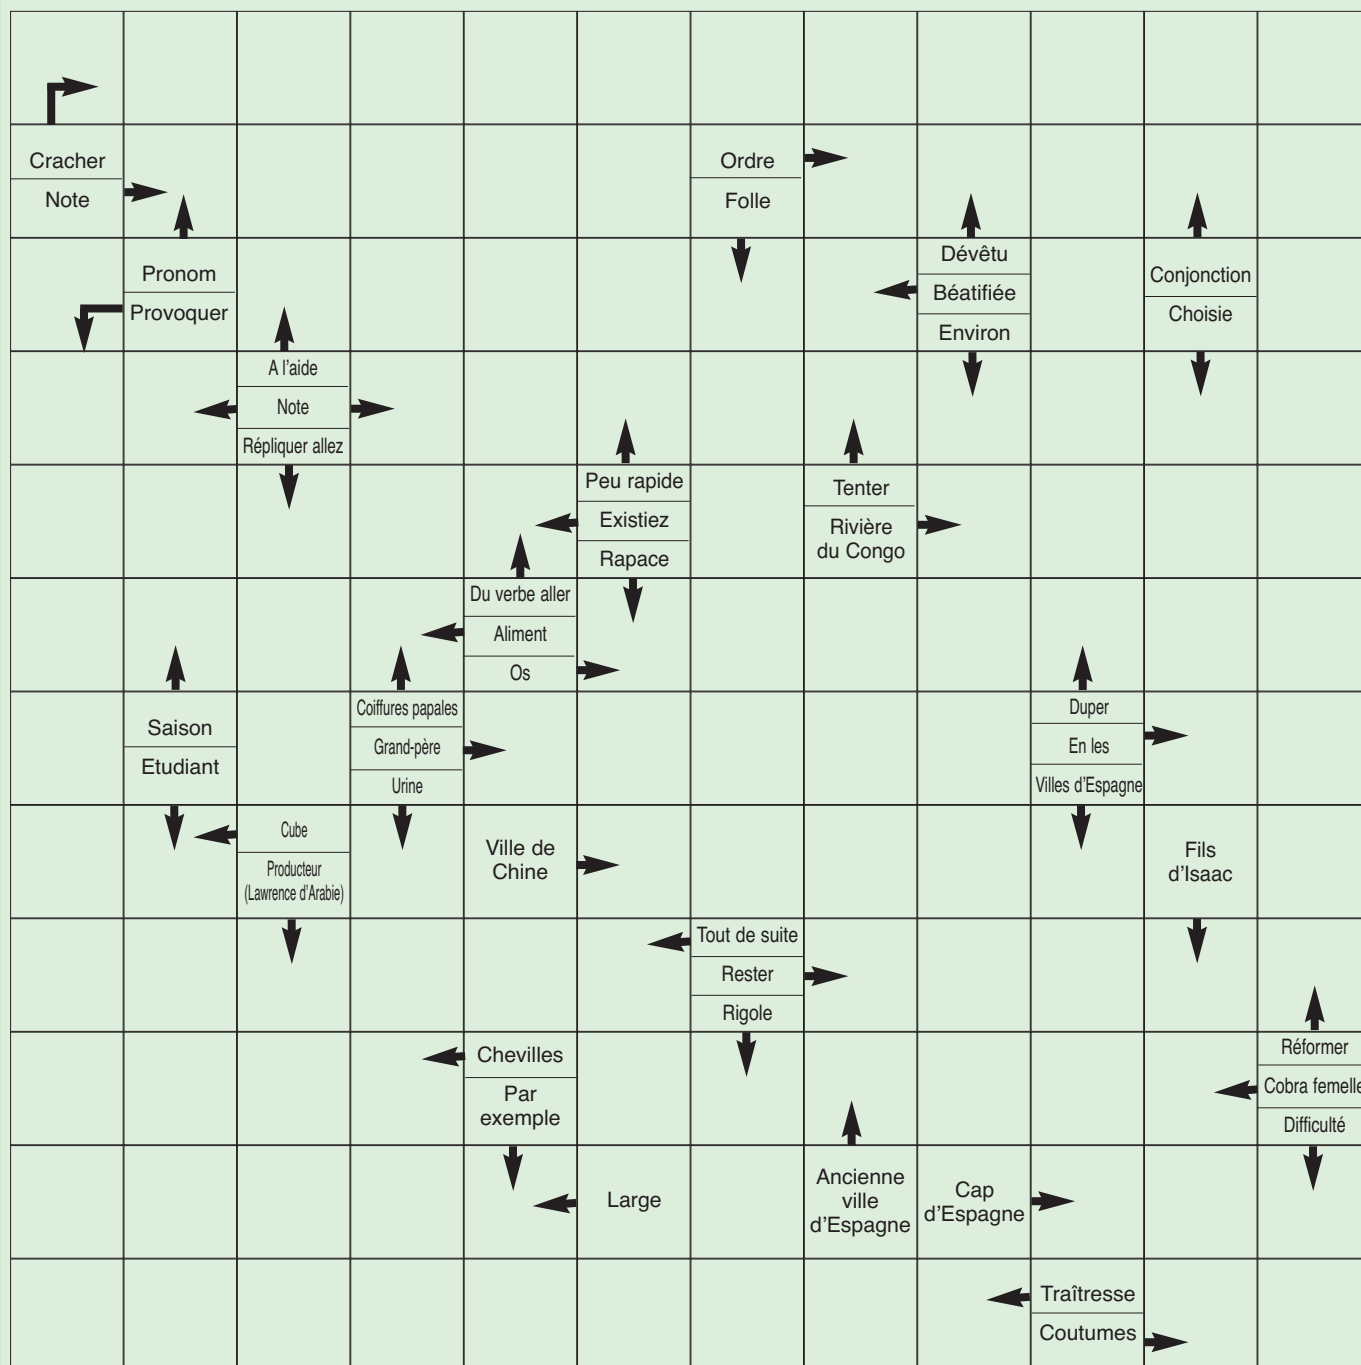 Cracher
Note
Ordre
Folle
Pronom
Provoquer
Dévêtu
Béatifiée
Environ
Conjonction
Choisie
A l'aide
Note
Répliquer allez
Peu rapide
Existiez
Rapace
Tenter
Rivière
du Congo
Du verbe aller
Aliment
Os
Saison
Etudiant
Coiffures papales
Grand-père
Urine
Duper
En les
Villes d'Espagne
Cube
Producteur
(Lawrence d'Arabie)
Ville de
Chine
Fils
d'Isaac
Tout de suite
Rester
Rigole
Chevilles
Par
exemple
Réformer
Cobra femelle
Difficulté
Large
Ancienne
ville
d'Espagne
Cap
d'Espagne
Traîtresse
Coutumes